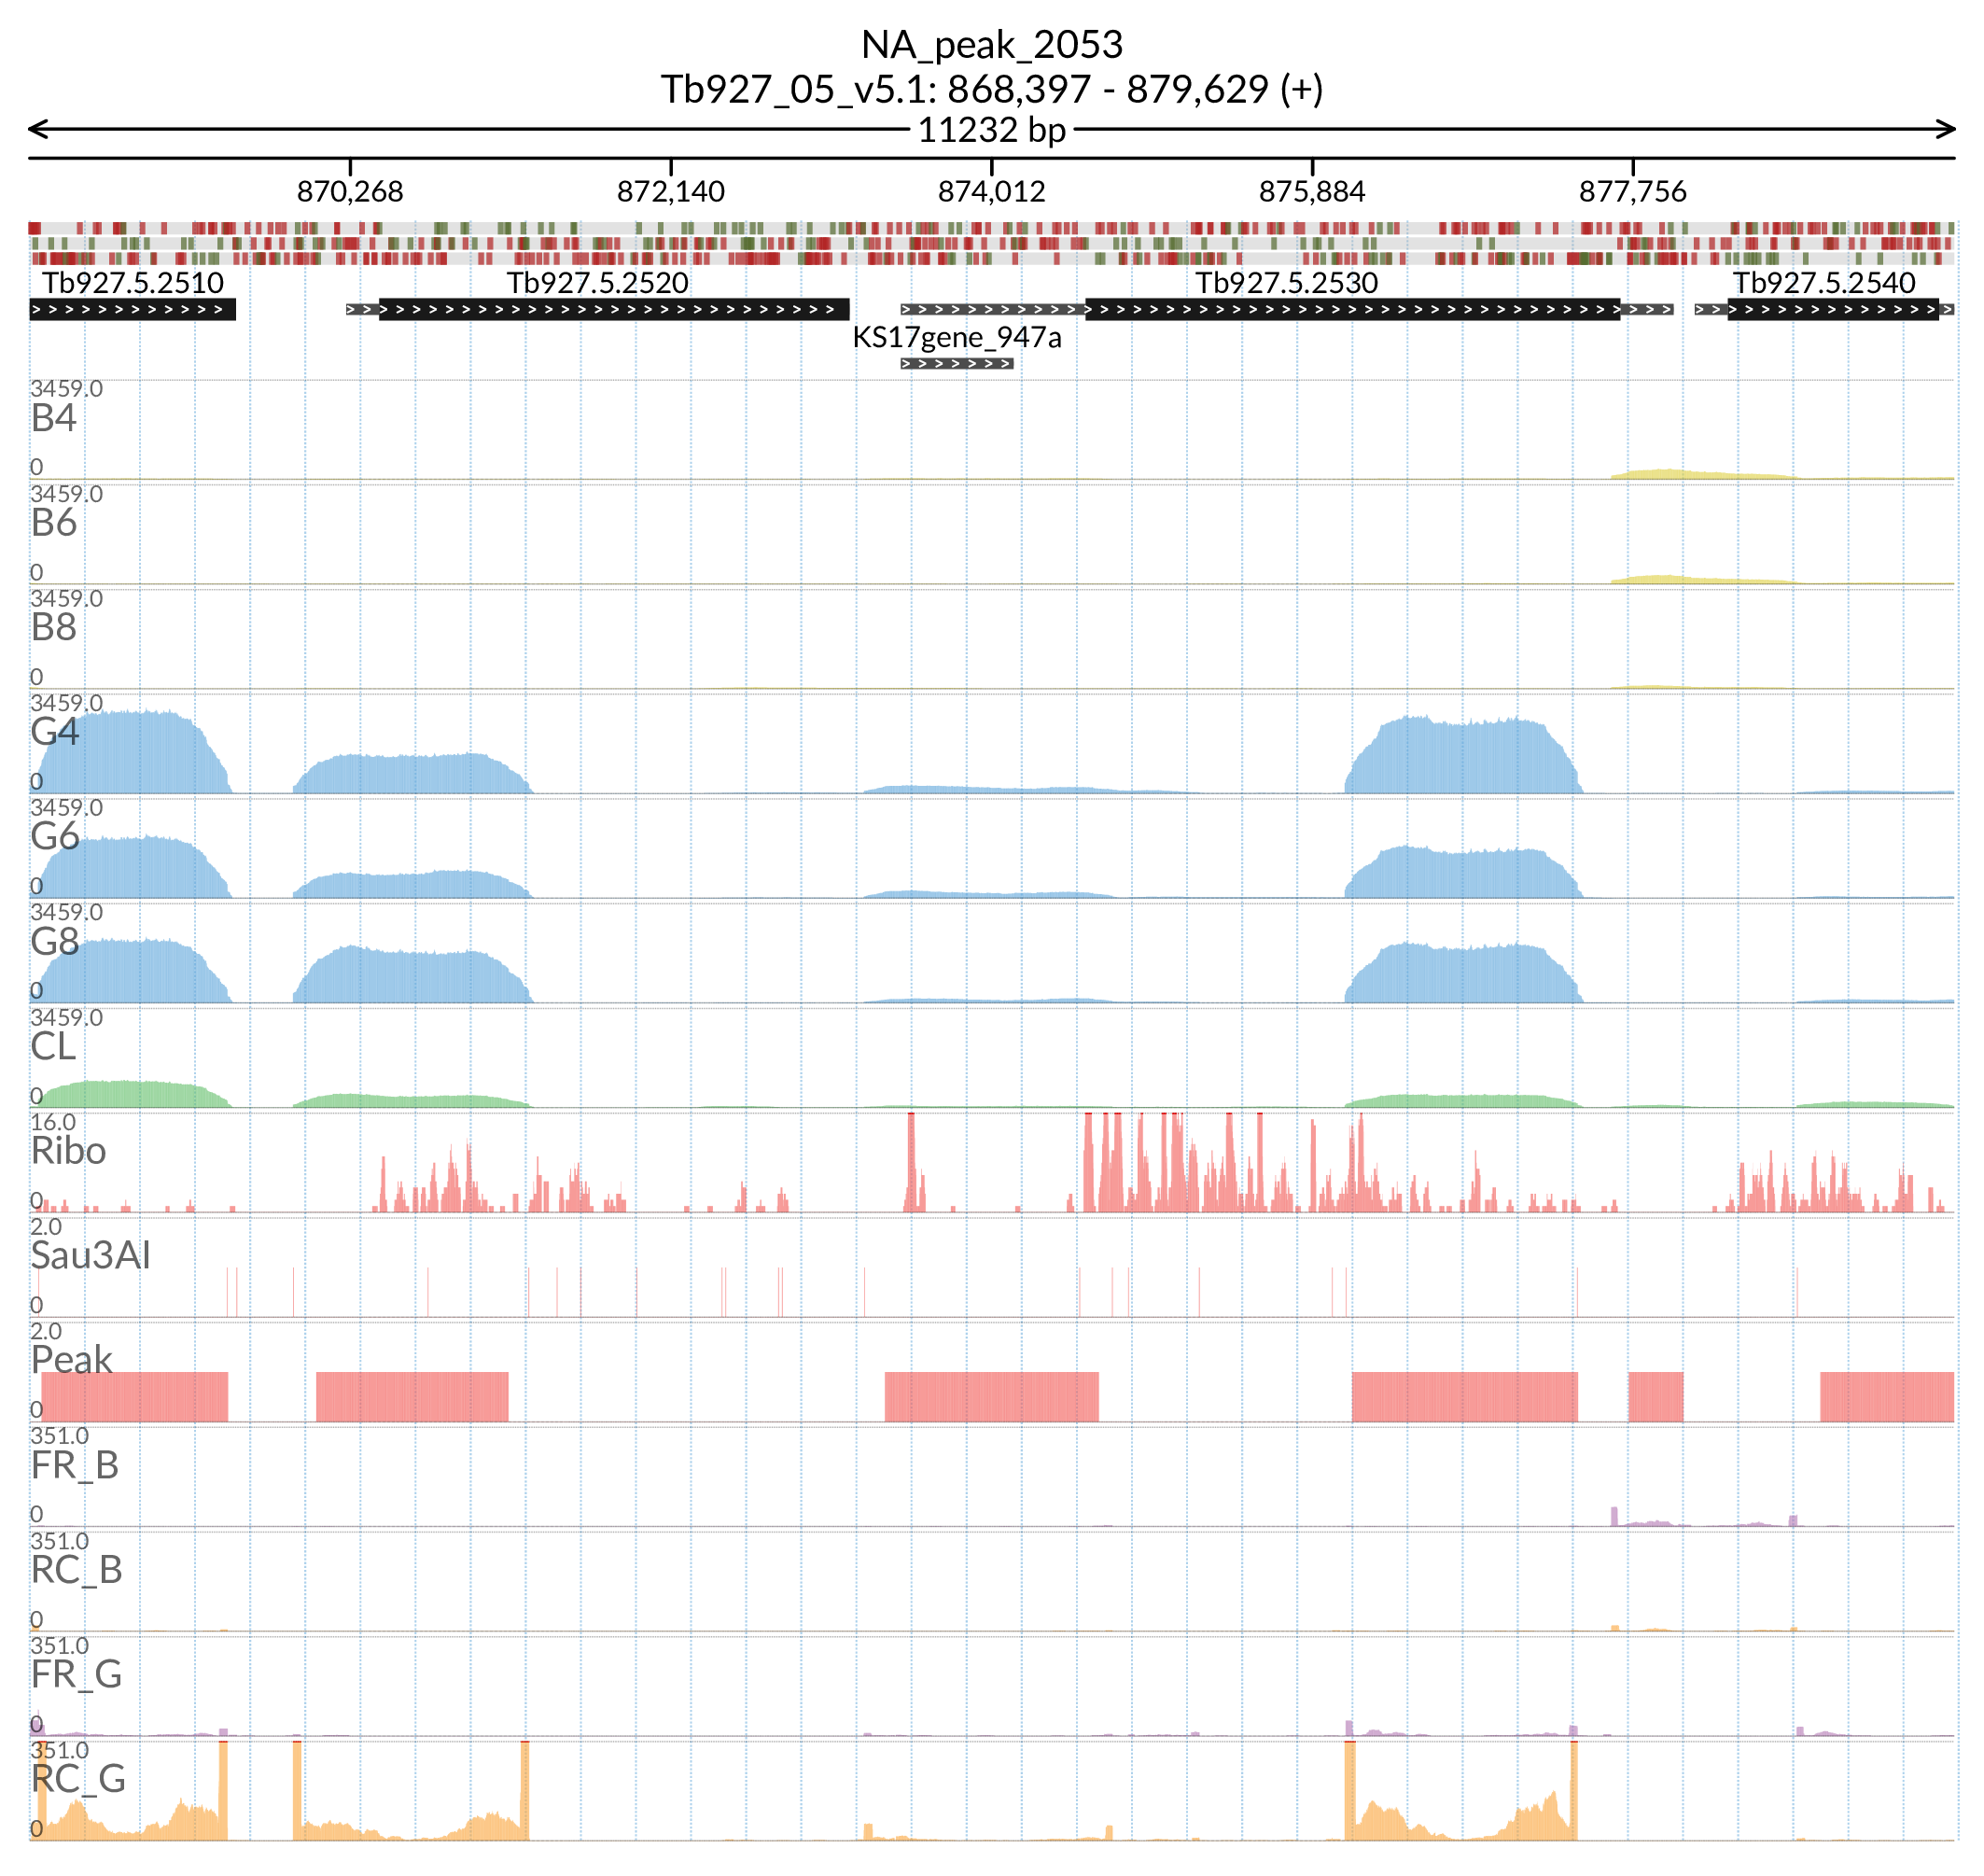 NA_peak_2053
Tb927_05_v5.1: 868,397 - 879,629 (+)
11232 bp
870,268 872,140 874,012 875,884 877,756
Tb927.5.2510 Tb927.5.2520 Tb927.5.2530 Tb927.5.2540
KS17gene_947a
3459.0
B4
0
3459.0
B6
0
3459.0
B8
0
3459.0
G4
0
3459.0
G6
0
3459.0
G8
0
3459.0
CL
0
16.0
Ribo
0
2.0
Sau3AI
0
2.0
Peak
0
351.0
FR_B
0
351.0
RC_B
0
351.0
FR_G
0
351.0
RC_G
0